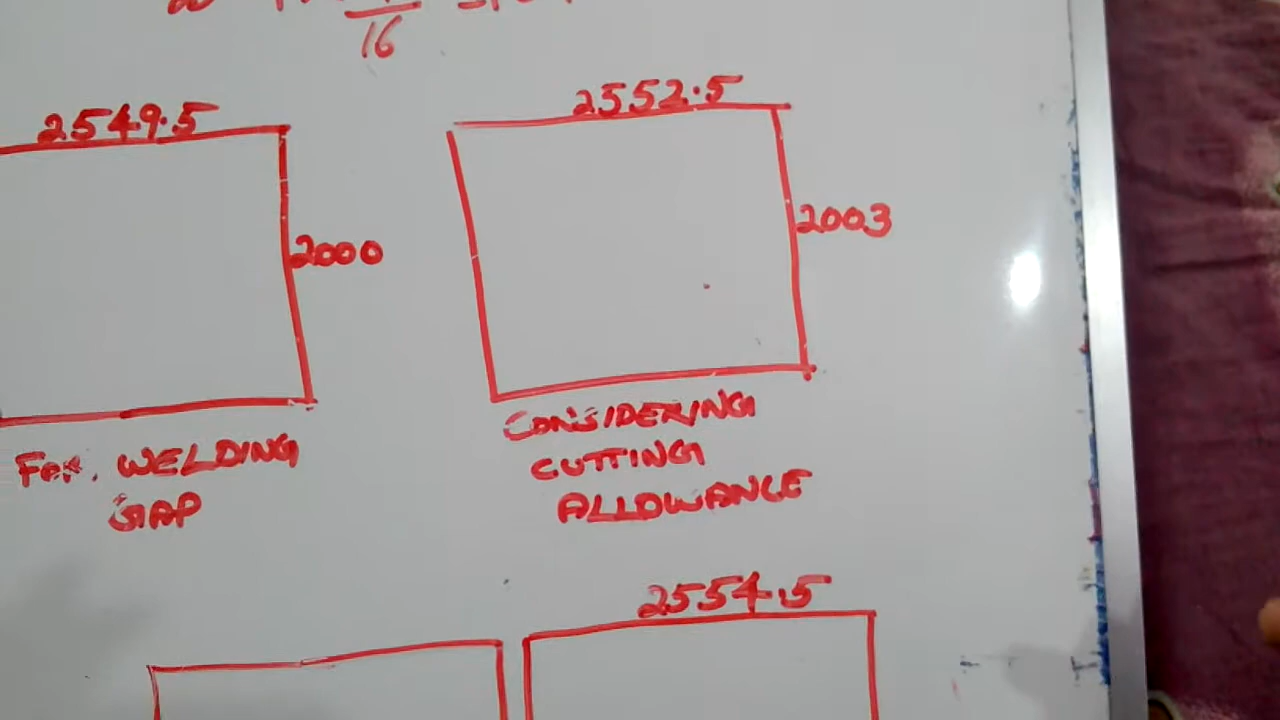 16
2549.5
2552.5
2000
2003
FOR. WELDING
GAP
CONSIDERING
CUTTING
ALLOWANCE
2554.5